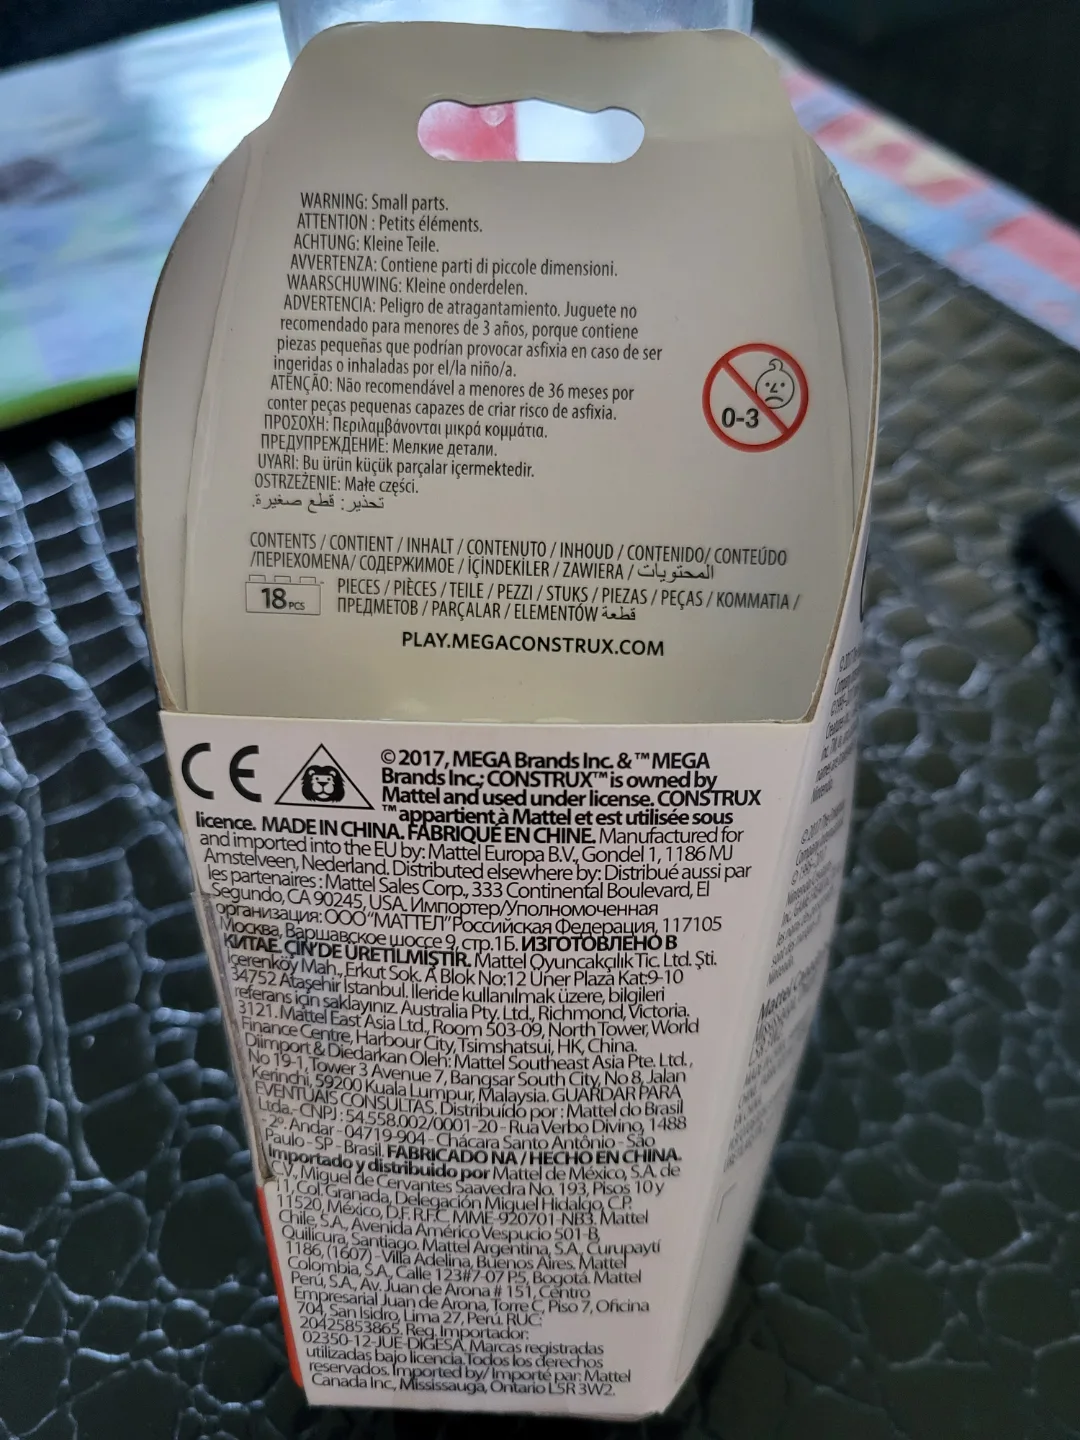 WARNING: Small parts.
ATTENTION : Petits éléments.
ACHTUNG: Kleine Teile.
AVVERTENZA: Contiene parti di piccole dimensioni.
WAARSCHUWING: Kleine onderdelen.
ADVERTENCIA: Peligro de atragantamiento. Juguete no
recomendado para menores de 3 años, porque contiene
piezas pequeñas que podrían provocar asfixia en caso de ser
ingeridas o inhaladas por el/la niño/a.
ATENÇÃO: Não recomendável a menores de 36 meses por
conter peças pequenas capazes de criar risco de asfixia.
ΠΡΟΣΟΧΗ: Περιλαμβάνονται μικρά κομμάτια.
ПРЕДУПРЕЖДЕНИЕ: Мелкие детали.
UYARI: Bu ürün küçük parçalar içermektedir.
OSTRZEŻENIE: Małe części.
تحذير: قطع صغيرة.
0-3
CONTENTS / CONTIENT / INHALT / CONTENUTO / INHOUD / CONTENIDO/ CONTEÚDO
/ΠΕΡΙΕΧΟΜΕΝΑ/ СОДЕРЖИМОЕ / İÇİNDEKİLER / ZAWIERA / المحتويات
18 PCS
PIECES / PIÈCES / TEILE / PEZZI / STUKS / PIEZAS / PEÇAS / ΚΟΜΜΑΤΙΑ /
ПРЕДМЕТОВ / PARÇALAR / ELEMENTÓW قطعة
PLAY.MEGACONSTRUX.COM
CE
© 2017, MEGA Brands Inc. & ™ MEGA
Brands Inc.; CONSTRUX™ is owned by
Mattel and used under license. CONSTRUX
™ appartient à Mattel et est utilisée sous
licence. MADE IN CHINA. FABRIQUÉ EN CHINE. Manufactured for
and imported into the EU by: Mattel Europa B.V., Gondel 1, 1186 MJ
Amstelveen, Nederland. Distributed elsewhere by: Distribué aussi par
les partenaires : Mattel Sales Corp., 333 Continental Boulevard, El
Segundo, CA 90245, USA. Импортер/Уполномоченная
организация: ООО"МАТТЕЛ" Российская Федерация, 117105
Москва, Варшавское шоссе 9, стр.1Б. ИЗГОТОВЛЕНО В
КИТАЕ. ÇİN'DE ÜRETİLMİŞTİR. Mattel Oyuncakçılık Tic. Ltd. Şti.
İçerenköy Mah., Erkut Sok. A Blok No:12 Üner Plaza Kat:9-10
34752 Ataşehir İstanbul. İleride kullanılmak üzere, bilgileri
referans için saklayınız. Australia Pty. Ltd., Richmond, Victoria.
3121. Mattel East Asia Ltd., Room 503-09, North Tower, World
Finance Centre, Harbour City, Tsimshatsui, HK, China.
Diimport & Diedarkan Oleh: Mattel Southeast Asia Pte. Ltd.,
No 19-1, Tower 3 Avenue 7, Bangsar South City, No 8, Jalan
Kerinchi, 59200 Kuala Lumpur, Malaysia. GUARDAR PARA
EVENTUAIS CONSULTAS. Distribuído por : Mattel do Brasil
Ltda.- CNPJ : 54.558.002/0001-20 - Rua Verbo Divino, 1488
- 2º. Andar - 04719-904 - Chácara Santo Antônio - São
Paulo - SP - Brasil. FABRICADO NA / HECHO EN CHINA.
Importado y distribuido por Mattel de México, S.A. de
C.V., Miguel de Cervantes Saavedra No. 193, Pisos 10 y
11, Col. Granada, Delegación Miguel Hidalgo, C.P.
11520, México, D.F. R.F.C. MME-920701-NB3. Mattel
Chile, S.A., Avenida Américo Vespucio 501-B,
Quilicura, Santiago. Mattel Argentina, S.A., Curupaytí
1186, (1607) - Villa Adelina, Buenos Aires. Mattel
Colombia, S.A., Calle 123#7-07 P.5, Bogotá. Mattel
Perú, S.A., Av. Juan de Arona # 151, Centro
Empresarial Juan de Arona, Torre C, Piso 7, Oficina
704, San Isidro, Lima 27, Perú. RUC:
20425853865. Reg. Importador:
02350-12-JUE-DIGESA. Marcas registradas
utilizadas bajo licencia. Todos los derechos
reservados. Imported by/ Importé par: Mattel
Canada Inc., Mississauga, Ontario L5R 3W2.